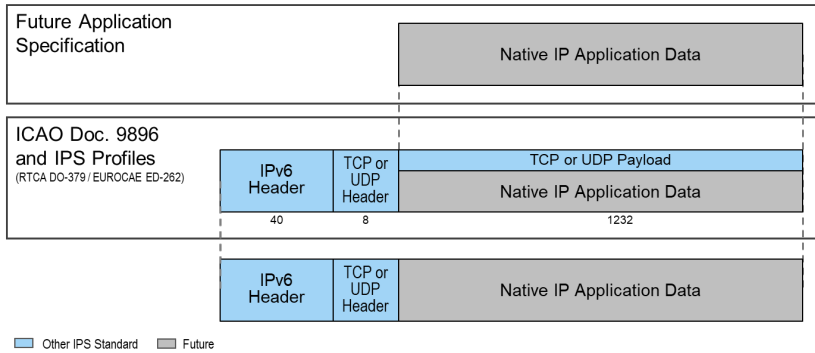 Future Application
Specification
Native IP Application Data
ICAO Doc. 9896
and IPS Profiles
(RTCA DO-379 / EUROCAE ED-262)
IPv6
Header
TCP or
UDP
Header
TCP or UDP Payload
Native IP Application Data
40
8
1232
IPv6
Header
TCP or
UDP
Header
Native IP Application Data
Other IPS Standard
Future